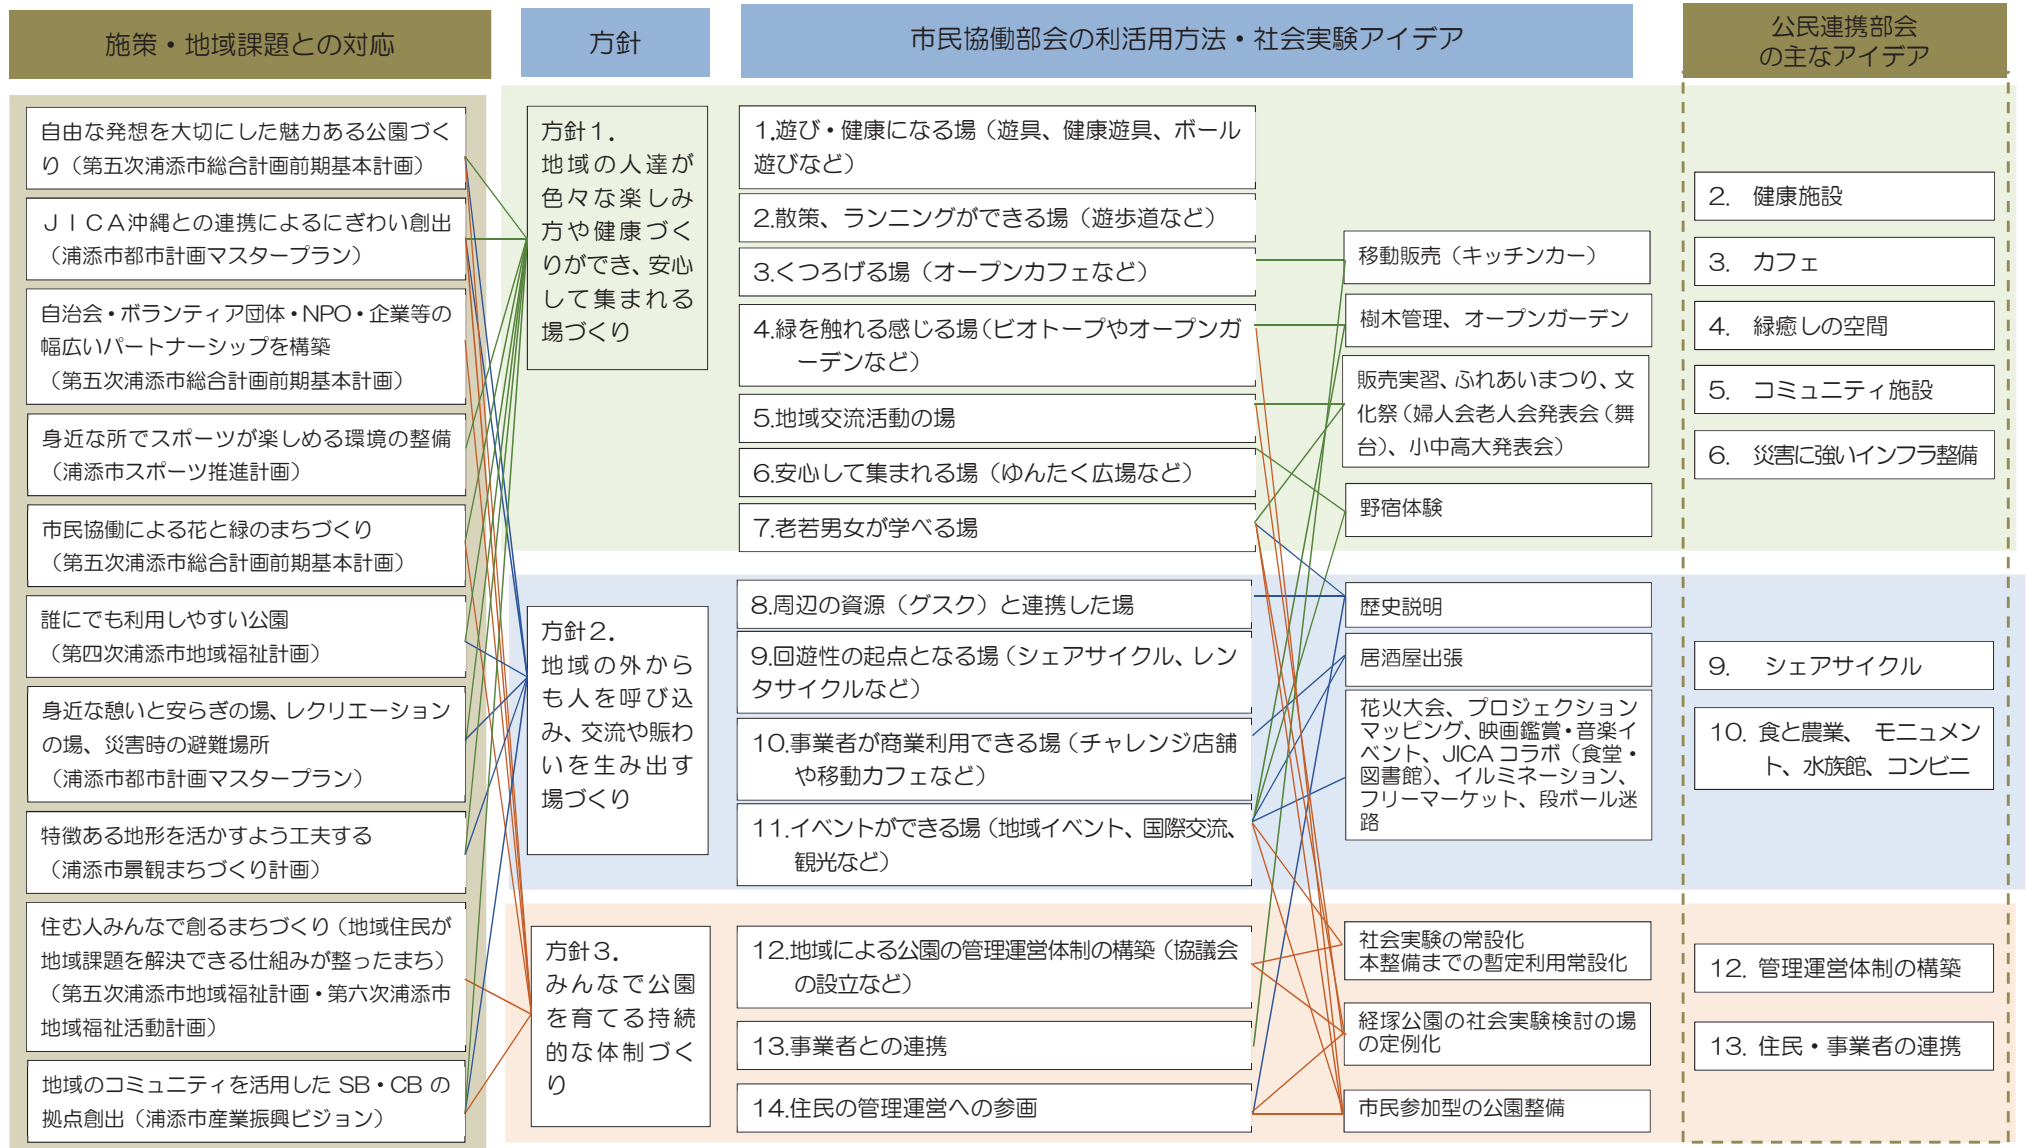 施策・地域課題との対応
方針
市民協働部会の利活用方法・社会実験アイデア
公民連携部会
の主なアイデア
自由な発想を大切にした魅力ある公園づく
り（第五次浦添市総合計画前期基本計画）
ＪＩＣＡ沖縄との連携によるにぎわい創出
（浦添市都市計画マスタープラン）
自治会・ボランティア団体・NPO・企業等の
幅広いパートナーシップを構築
（第五次浦添市総合計画前期基本計画）
身近な所でスポーツが楽しめる環境の整備
（浦添市スポーツ推進計画）
市民協働による花と緑のまちづくり
（第五次浦添市総合計画前期基本計画）
誰にでも利用しやすい公園
（第四次浦添市地域福祉計画）
身近な憩いと安らぎの場、レクリエーション
の場、災害時の避難場所
（浦添市都市計画マスタープラン）
特徴ある地形を活かすよう工夫する
（浦添市景観まちづくり計画）
住む人みんなで創るまちづくり（地域住民が
地域課題を解決できる仕組みが整ったまち）
（第五次浦添市地域福祉計画・第六次浦添市
地域福祉活動計画）
地域のコミュニティを活用した SB・CB の
拠点創出（浦添市産業振興ビジョン）
方針１．
地域の人達が
色々な楽しみ
方や健康づく
りができ、安心
して集まれる
場づくり
方針２．
地域の外から
も人を呼び込
み、交流や賑わ
いを生み出す
場づくり
方針３．
みんなで公園
を育てる持続
的な体制づく
り
1.遊び・健康になる場（遊具、健康遊具、ボール
遊びなど）
2.散策、ランニングができる場（遊歩道など）
3.くつろげる場（オープンカフェなど）
4.緑を触れる感じる場（ビオトープやオープンガ
ーデンなど）
5.地域交流活動の場
6.安心して集まれる場（ゆんたく広場など）
7.老若男女が学べる場
8.周辺の資源（グスク）と連携した場
9.回遊性の起点となる場（シェアサイクル、レン
タサイクルなど）
10.事業者が商業利用できる場（チャレンジ店舗
や移動カフェなど）
11.イベントができる場（地域イベント、国際交流、
観光など）
12.地域による公園の管理運営体制の構築（協議会
の設立など）
13.事業者との連携
14.住民の管理運営への参画
移動販売（キッチンカー）
樹木管理、オープンガーデン
販売実習、ふれあいまつり、文
化祭（婦人会老人会発表会（舞
台）、小中高大発表会）
野宿体験
歴史説明
居酒屋出張
花火大会、プロジェクション
マッピング、映画鑑賞・音楽イ
ベント、JICA コラボ（食堂・
図書館）、イルミネーション、
フリーマーケット、段ボール迷
路
社会実験の常設化
本整備までの暫定利用常設化
経塚公園の社会実験検討の場
の定例化
市民参加型の公園整備
2. 健康施設
3. カフェ
4. 緑癒しの空間
5. コミュニティ施設
6. 災害に強いインフラ整備
9. シェアサイクル
10. 食と農業、 モニュメン
ト、水族館、コンビニ
12. 管理運営体制の構築
13. 住民・事業者の連携